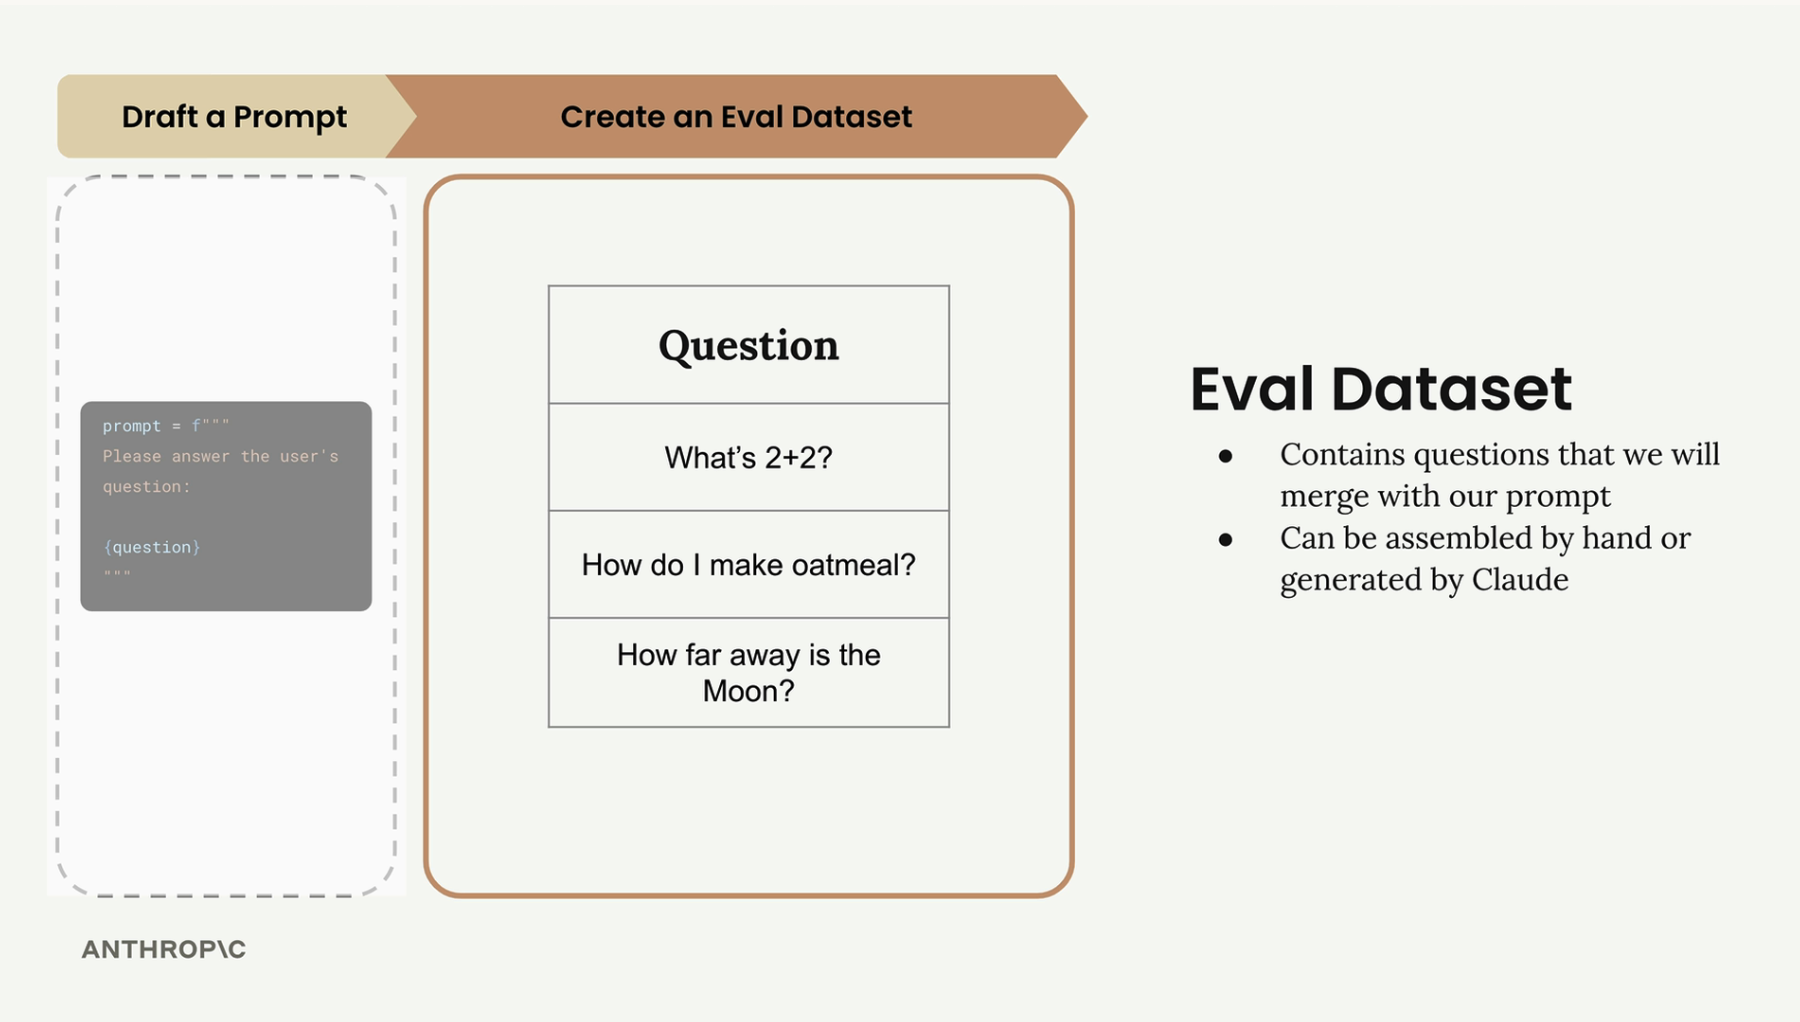 Draft a Prompt
Create an Eval Dataset
prompt = f"""
Please answer the user's
question:
{question}
"""
Question
What’s 2+2?
How do I make oatmeal?
How far away is the
Moon?
Eval Dataset
● Contains questions that we will
merge with our prompt
● Can be assembled by hand or
generated by Claude
ANTHROP\C